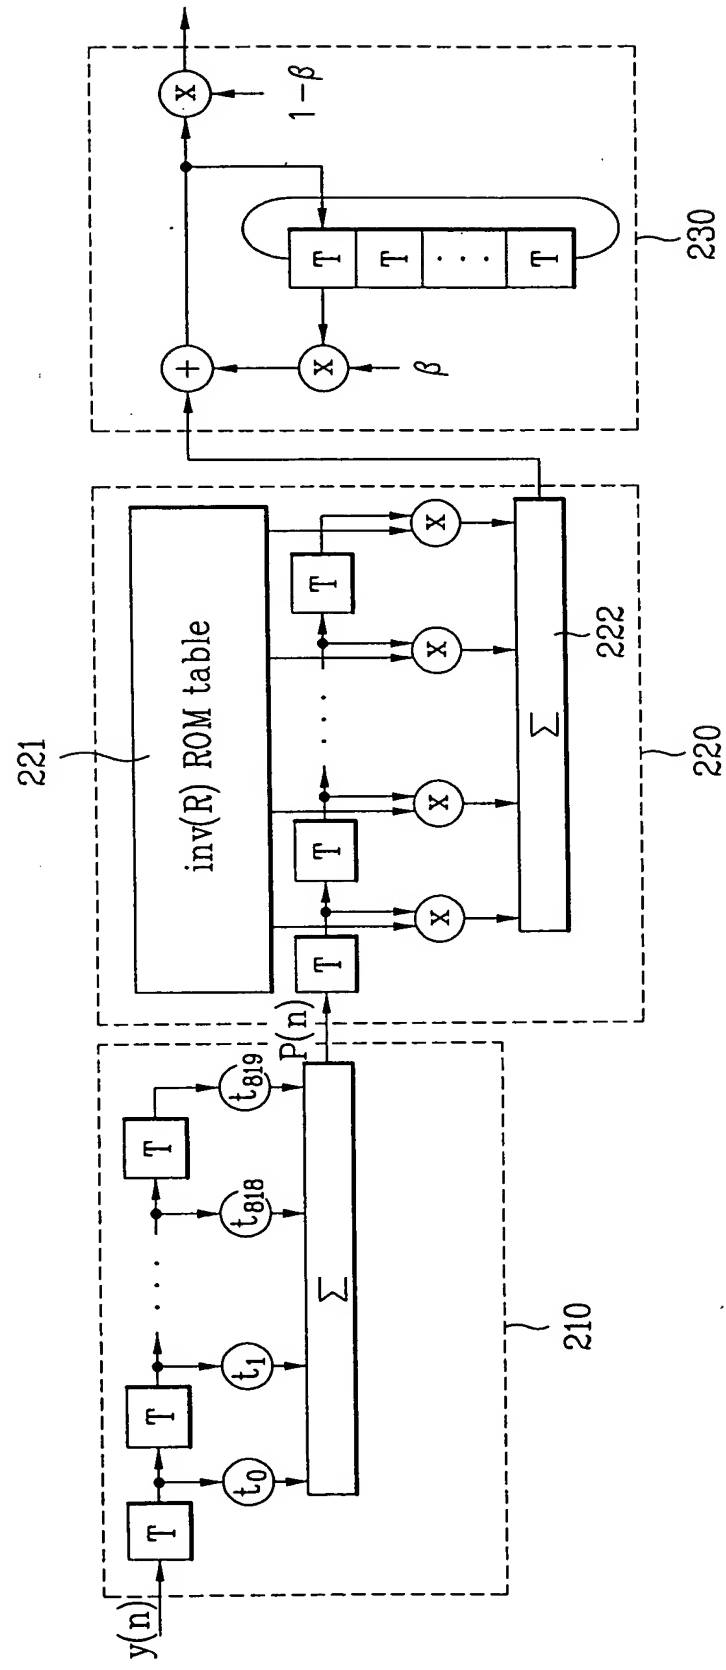 y(n)
T
T
. . .
T
t0
t1
t818
t819
Σ
210
P(n)
221
inv(R) ROM table
T
T
. . .
T
X
X
X
X
Σ
222
220
+
X
1−β
T
T
. . .
T
X
β
230